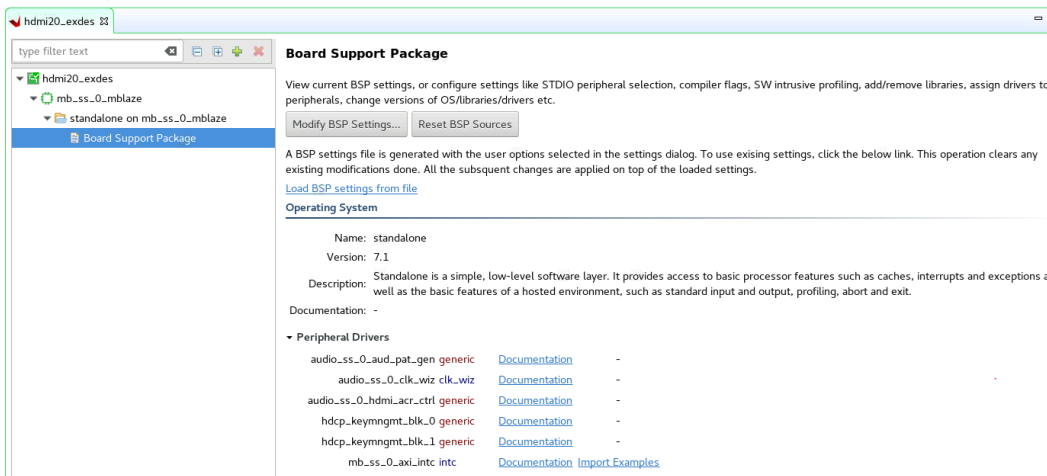 hdmi20_exdes
type filter text
Board Support Package
hdmi20_exdes
mb_ss_0_mblaze
standalone on mb_ss_0_mblaze
Board Support Package
View current BSP settings, or configure settings like STDIO peripheral selection, compiler flags, SW intrusive profiling, add/remove libraries, assign drivers to
peripherals, change versions of OS/libraries/drivers etc.
Modify BSP Settings... Reset BSP Sources
A BSP settings file is generated with the user options selected in the settings dialog. To use exising settings, click the below link. This operation clears any
existing modifications done. All the subsquent changes are applied on top of the loaded settings.
Load BSP settings from file
Operating System
Name: standalone
Version: 7.1
Description: Standalone is a simple, low-level software layer. It provides access to basic processor features such as caches, interrupts and exceptions a
well as the basic features of a hosted environment, such as standard input and output, profiling, abort and exit.
Documentation: -
Peripheral Drivers
audio_ss_0_aud_pat_gen generic Documentation -
audio_ss_0_clk_wiz clk_wiz Documentation -
audio_ss_0_hdmi_acr_ctrl generic Documentation -
hdcp_keymngmt_blk_0 generic Documentation -
hdcp_keymngmt_blk_1 generic Documentation -
mb_ss_0_axi_intc intc Documentation Import Examples